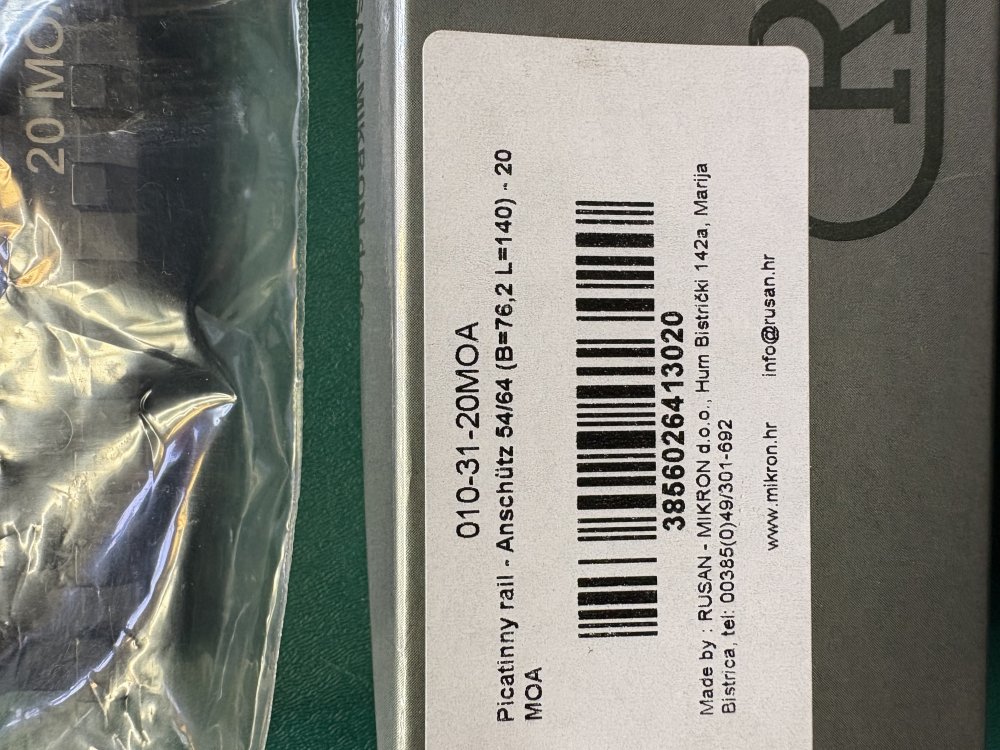 20 MO
010-31-20MOA
Picatinny rail - Anschütz 54/64 (B=76,2 L=140) - 20
MOA
3856026413020
Made by : RUSAN - MIKRON d.o.o., Hum Bistrički 142a, Marija
Bistrica, tel: 00385(0)49/301-692
www.mikron.hr info@rusan.hr
R